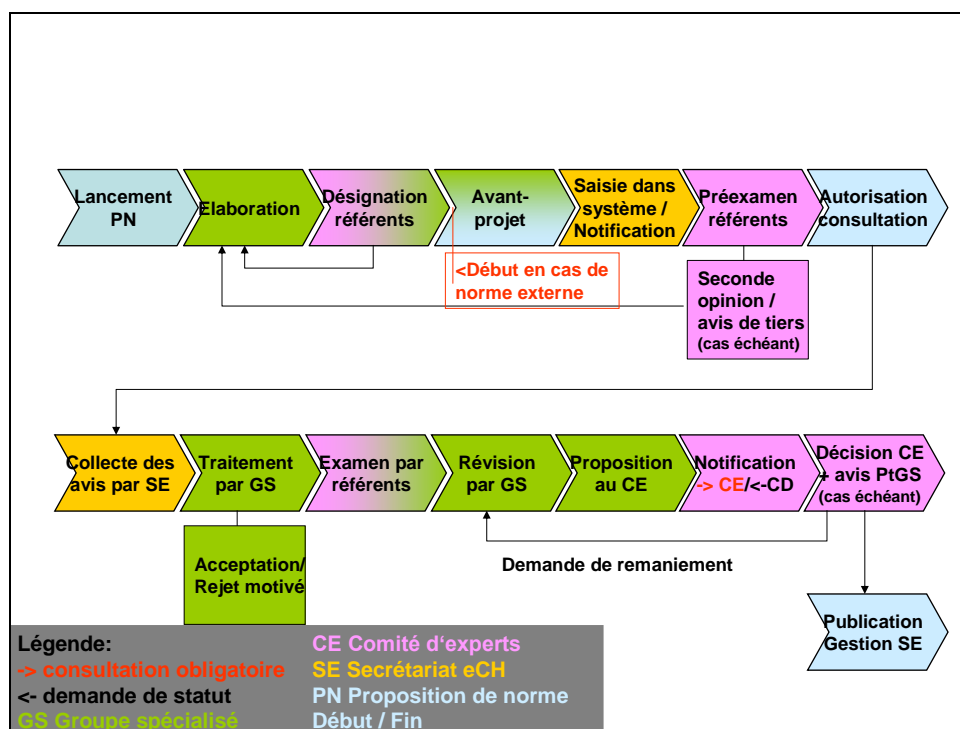 Lancement
PN
Elaboration
Désignation
référents
Avant-
projet
Saisie dans
système /
Notification
Préexamen
référents
Autorisation
consultation
<Début en cas de
norme externe
Seconde
opinion /
avis de tiers
(cas échéant)
Collecte des
avis par SE
Traitement
par GS
Examen par
référents
Révision
par GS
Proposition
au CE
Notification
-> CE/<-CD
Décision CE
+ avis PtGS
(cas échéant)
Acceptation/
Rejet motivé
Demande de remaniement
Publication
Gestion SE
Légende:
-> consultation obligatoire
<- demande de statut
GS Groupe spécialisé
CE Comité d‘experts
SE Secrétariat eCH
PN Proposition de norme
Début / Fin